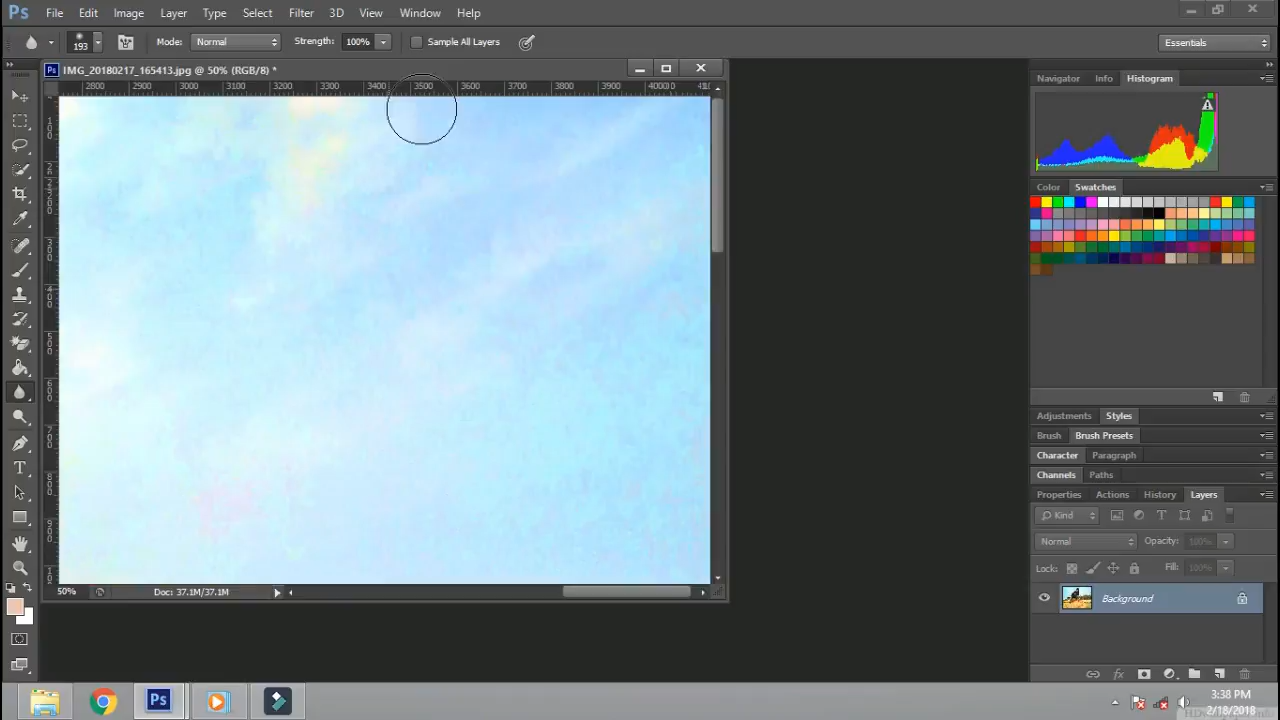 Ps File Edit Image Layer Type Select Filter 3D View Window Help
193 Mode: Normal Strength: 100% Sample All Layers Essentials
Ps IMG_20180217_165413.jpg @ 50% (RGB/8) *
2800 2900 3000 3100 3200 3300 3400 3500 3600 3700 3800 3900 4000
Navigator Info Histogram
Color Swatches
Adjustments Styles
Brush Brush Presets
Character Paragraph
Channels Paths
Properties Actions History Layers
Kind
Normal Opacity: 100%
Lock: Fill: 100%
Background
50% Doc: 37.1M/37.1M
Ps
3:38 PM
2/18/2018